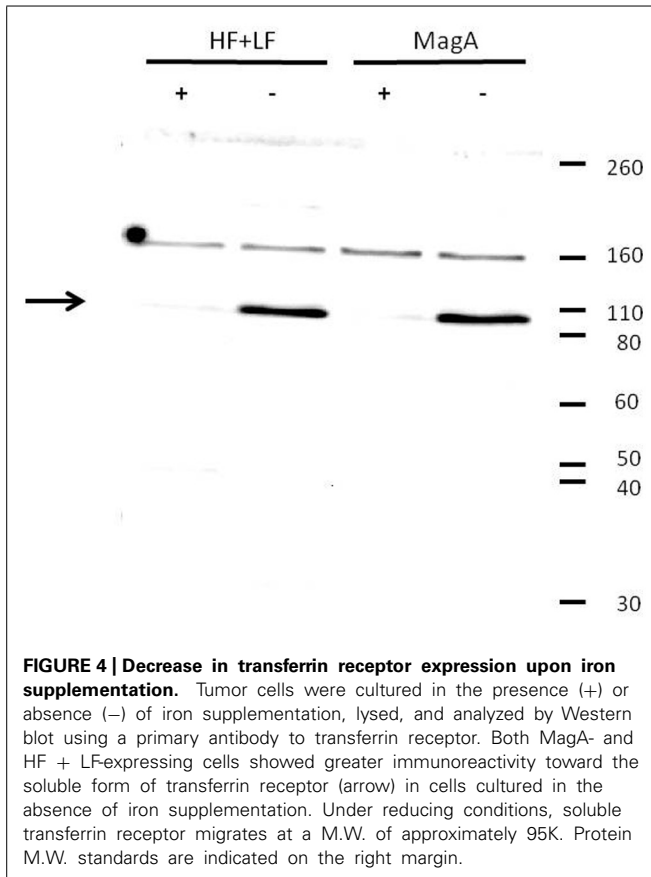 HF+LF MagA
+ - + -
260
160
110
80
60
50
40
30
FIGURE 4 | Decrease in transferrin receptor expression upon iron
supplementation. Tumor cells were cultured in the presence (+) or
absence (−) of iron supplementation, lysed, and analyzed by Western
blot using a primary antibody to transferrin receptor. Both MagA- and
HF + LF-expressing cells showed greater immunoreactivity toward the
soluble form of transferrin receptor (arrow) in cells cultured in the
absence of iron supplementation. Under reducing conditions, soluble
transferrin receptor migrates at a M.W. of approximately 95K. Protein
M.W. standards are indicated on the right margin.